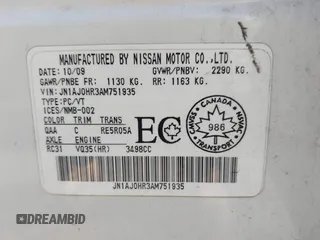 MANUFACTURED BY NISSAN MOTOR CO.,LTD.
DATE: 10/09 GVWR/PNBV: 2290 KG.
GAWR/PNBE FR: 1130 KG. RR: 1163 KG.
VIN: JN1AJ0HR3AM751935
TYPE:PC/VT
ICES/NMB-002
COLOR TRIM TRANS
QAA C RE5R05A
AXLE ENGINE
RC31 VQ35(HR) 3498CC
EC
CANADA
CMVSS
NSVAC
986
TRANSPORT
JN1AJ0HR3AM751935
DREAMBID